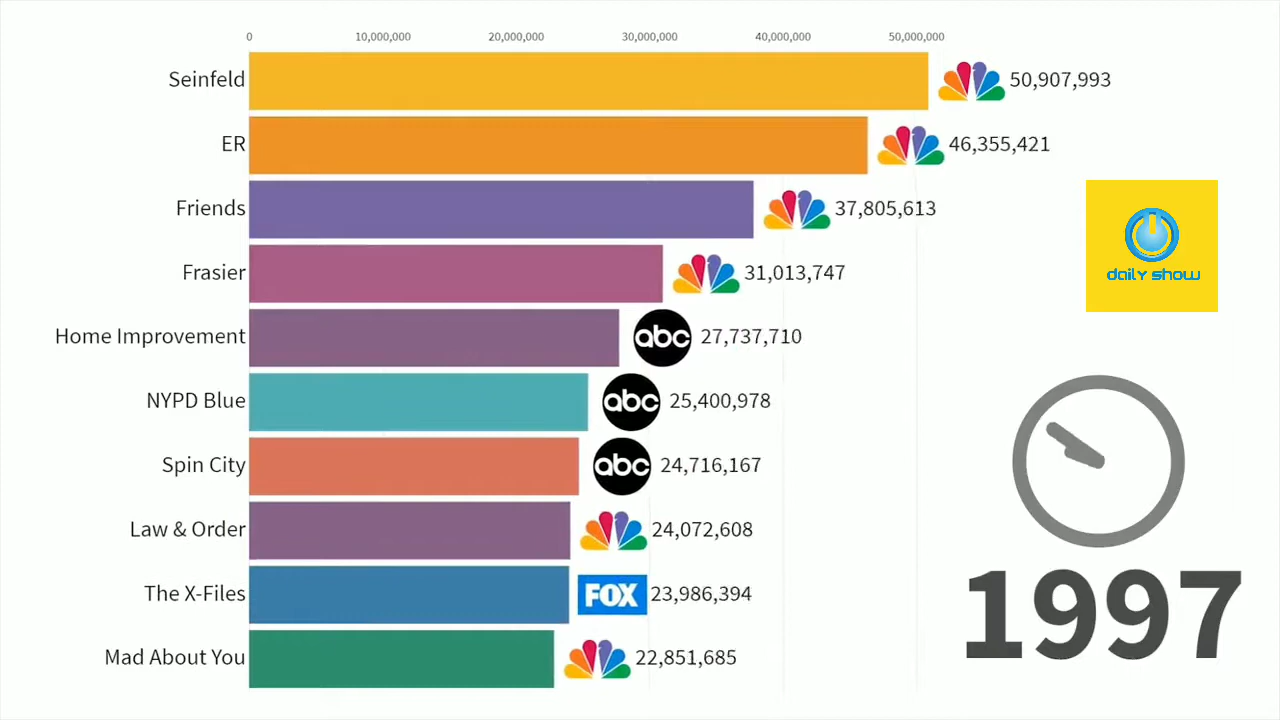 0 10,000,000 20,000,000 30,000,000 40,000,000 50,000,000
Seinfeld 50,907,993
ER 46,355,421
Friends 37,805,613
Frasier 31,013,747
Home Improvement abc 27,737,710
NYPD Blue abc 25,400,978
Spin City abc 24,716,167
Law & Order 24,072,608
The X-Files FOX 23,986,394
Mad About You 22,851,685
daily show
1997